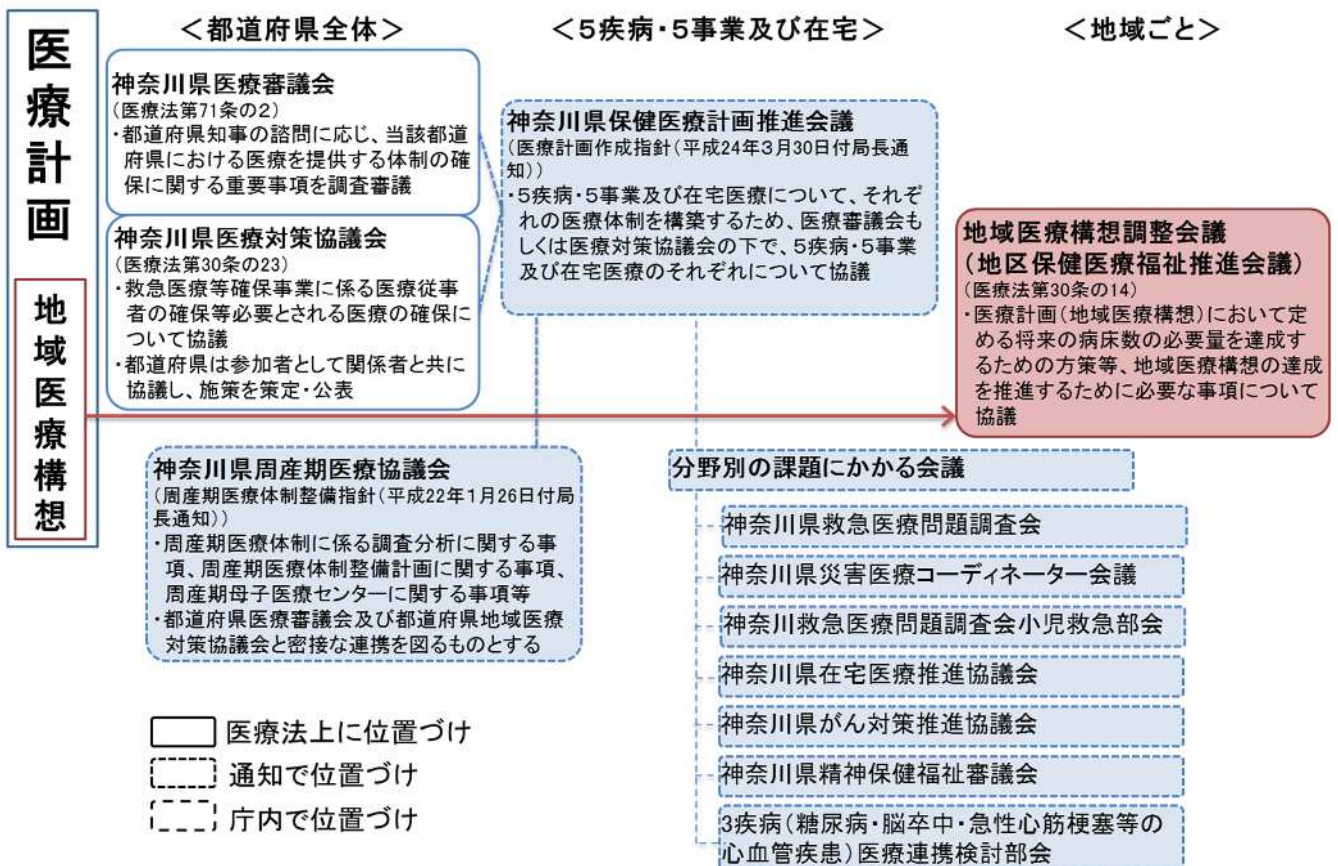 医療計画
地域医療構想
＜都道府県全体＞
＜5疾病・5事業及び在宅＞
＜地域ごと＞
神奈川県医療審議会
(医療法第71条の2)
・都道府県知事の諮問に応じ、当該都道
府県における医療を提供する体制の確
保に関する重要事項を調査審議
神奈川県医療対策協議会
(医療法第30条の23)
・救急医療等確保事業に係る医療従事
者の確保等必要とされる医療の確保に
ついて協議
・都道府県は参加者として関係者と共に
協議し、施策を策定・公表
神奈川県保健医療計画推進会議
(医療計画作成指針(平成24年3月30日付局長通
知))
・5疾病・5事業及び在宅医療について、それぞ
れの医療体制を構築するため、医療審議会も
しくは医療対策協議会の下で、5疾病・5事業
及び在宅医療のそれぞれについて協議
地域医療構想調整会議
(地区保健医療福祉推進会議)
(医療法第30条の14)
・医療計画(地域医療構想)において定
める将来の病床数の必要量を達成す
るための方策等、地域医療構想の達成
を推進するために必要な事項について
協議
神奈川県周産期医療協議会
(周産期医療体制整備指針(平成22年1月26日付局
長通知))
・周産期医療体制に係る調査分析に関する事
項、周産期医療体制整備計画に関する事項、
周産期母子医療センターに関する事項等
・都道府県医療審議会及び都道府県地域医療
対策協議会と密接な連携を図るものとする
分野別の課題にかかる会議
神奈川県救急医療問題調査会
神奈川県災害医療コーディネーター会議
神奈川救急医療問題調査会小児救急部会
神奈川県在宅医療推進協議会
神奈川県がん対策推進協議会
神奈川県精神保健福祉審議会
3疾病(糖尿病・脳卒中・急性心筋梗塞等の
心血管疾患)医療連携検討部会
医療法上に位置づけ
通知で位置づけ
庁内で位置づけ